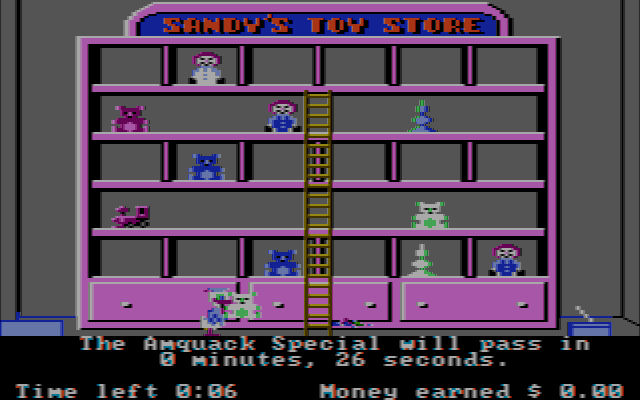 SANDY'S TOY STORE
The Amquack Special will pass in
0 minutes, 26 seconds.
Time left 0:06 Money earned $ 0.00